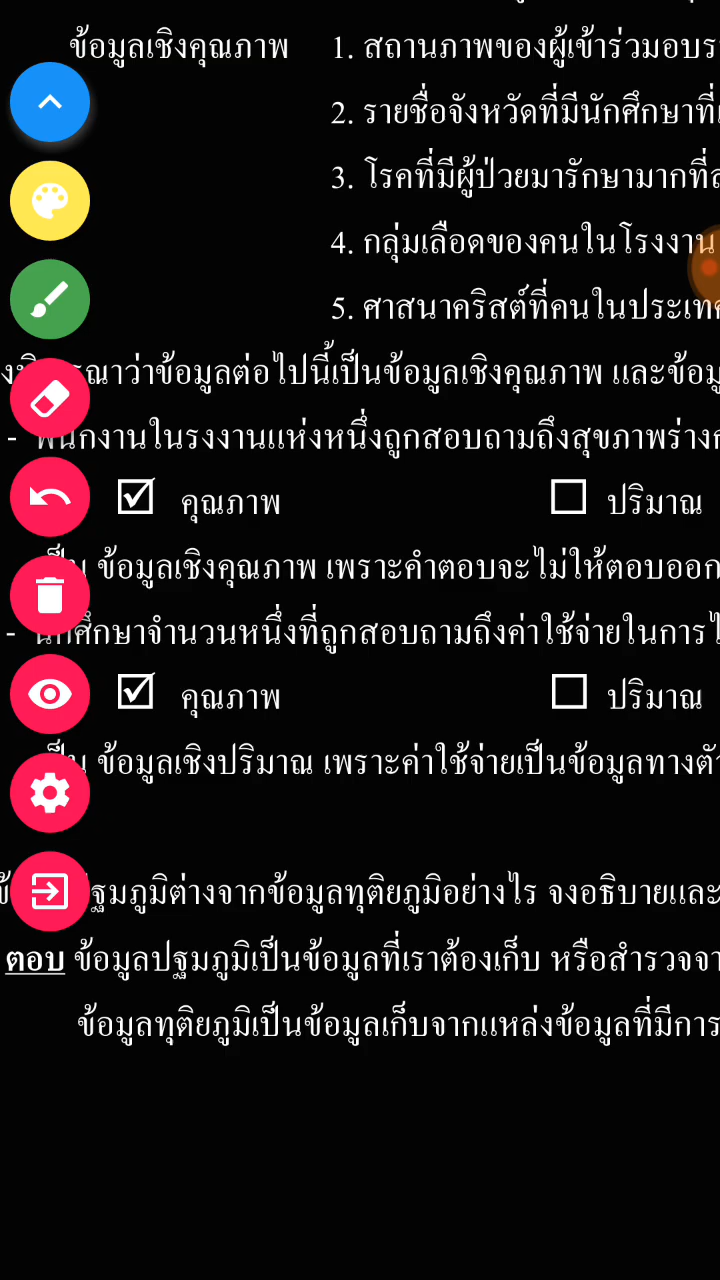 ข้อมูลเชิงคุณภาพ 1. สถานภาพของผู้เข้าร่วมอบร
2. รายชื่อจังหวัดที่มีนักศึกษาที่
3. โรคที่มีผู้ป่วยมารักษามากที่
4. กลุ่มเลือดของคนในโรงงาน
5. ศาสนาคริสต์ที่คนในประเท
ว่าข้อมูลต่อไปนี้เป็นข้อมูลเชิงคุณภาพ และข้อมู
- พนักงานในรงงานแห่งหนึ่งถูกสอบถามถึงสุขภาพร่าง
☑ คุณภาพ ☐ ปริมาณ
เป็น ข้อมูลเชิงคุณภาพ เพราะคำตอบจะไม่ให้ตอบออก
- นักศึกษาจำนวนหนึ่งที่ถูกสอบถามถึงค่าใช้จ่ายในการ
☑ คุณภาพ ☐ ปริมาณ
เป็น ข้อมูลเชิงปริมาณ เพราะค่าใช้จ่ายเป็นข้อมูลทางตั
ฐมภูมิต่างจากข้อมูลทุติยภูมิอย่างไร จงอธิบายและ
ตอบ ข้อมูลปฐมภูมิเป็นข้อมูลที่เราต้องเก็บ หรือสำรวจจา
ข้อมูลทุติยภูมิเป็นข้อมูลเก็บจากแหล่งข้อมูลที่มีการ